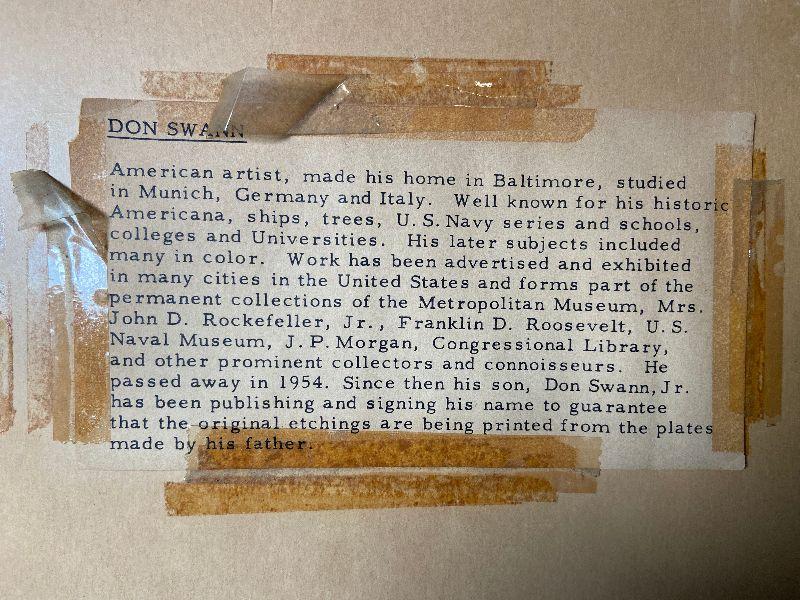 DON SWANN
American artist, made his home in Baltimore, studied
in Munich, Germany and Italy. Well known for his historic
Americana, ships, trees, U.S. Navy series and schools,
colleges and Universities. His later subjects included
many in color. Work has been advertised and exhibited
in many cities in the United States and forms part of the
permanent collections of the Metropolitan Museum, Mrs.
John D. Rockefeller, Jr., Franklin D. Roosevelt, U.S.
Naval Museum, J.P. Morgan, Congressional Library,
and other prominent collectors and connoisseurs. He
passed away in 1954. Since then his son, Don Swann, Jr.
has been publishing and signing his name to guarantee
that the original etchings are being printed from the plates
made by his father.